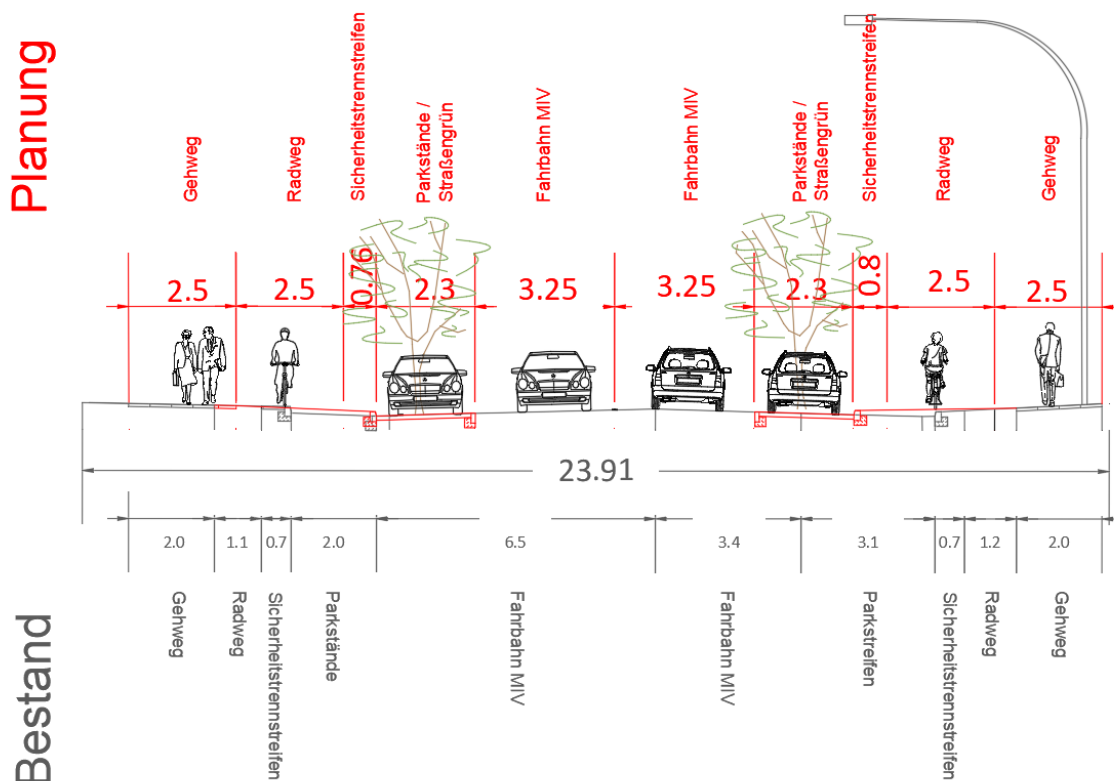 Planung
Gehweg
Radweg
Sicherheitstrennstreifen
Parkstände /
Straßengrün
Fahrbahn MIV
Fahrbahn MIV
Parkstände /
Straßengrün
Sicherheitstrennstreifen
Radweg
Gehweg
2.5
2.5
0.76
2.3
3.25
3.25
2.3
0.8
2.5
2.5
23.91
2.0
1.1
0.7
2.0
6.5
3.4
3.1
0.7
1.2
2.0
Bestand
Gehweg
Radweg
Sicherheitstrennstreifen
Parkstände
Fahrbahn MIV
Fahrbahn MIV
Parkstreifen
Sicherheitstrennstreifen
Radweg
Gehweg